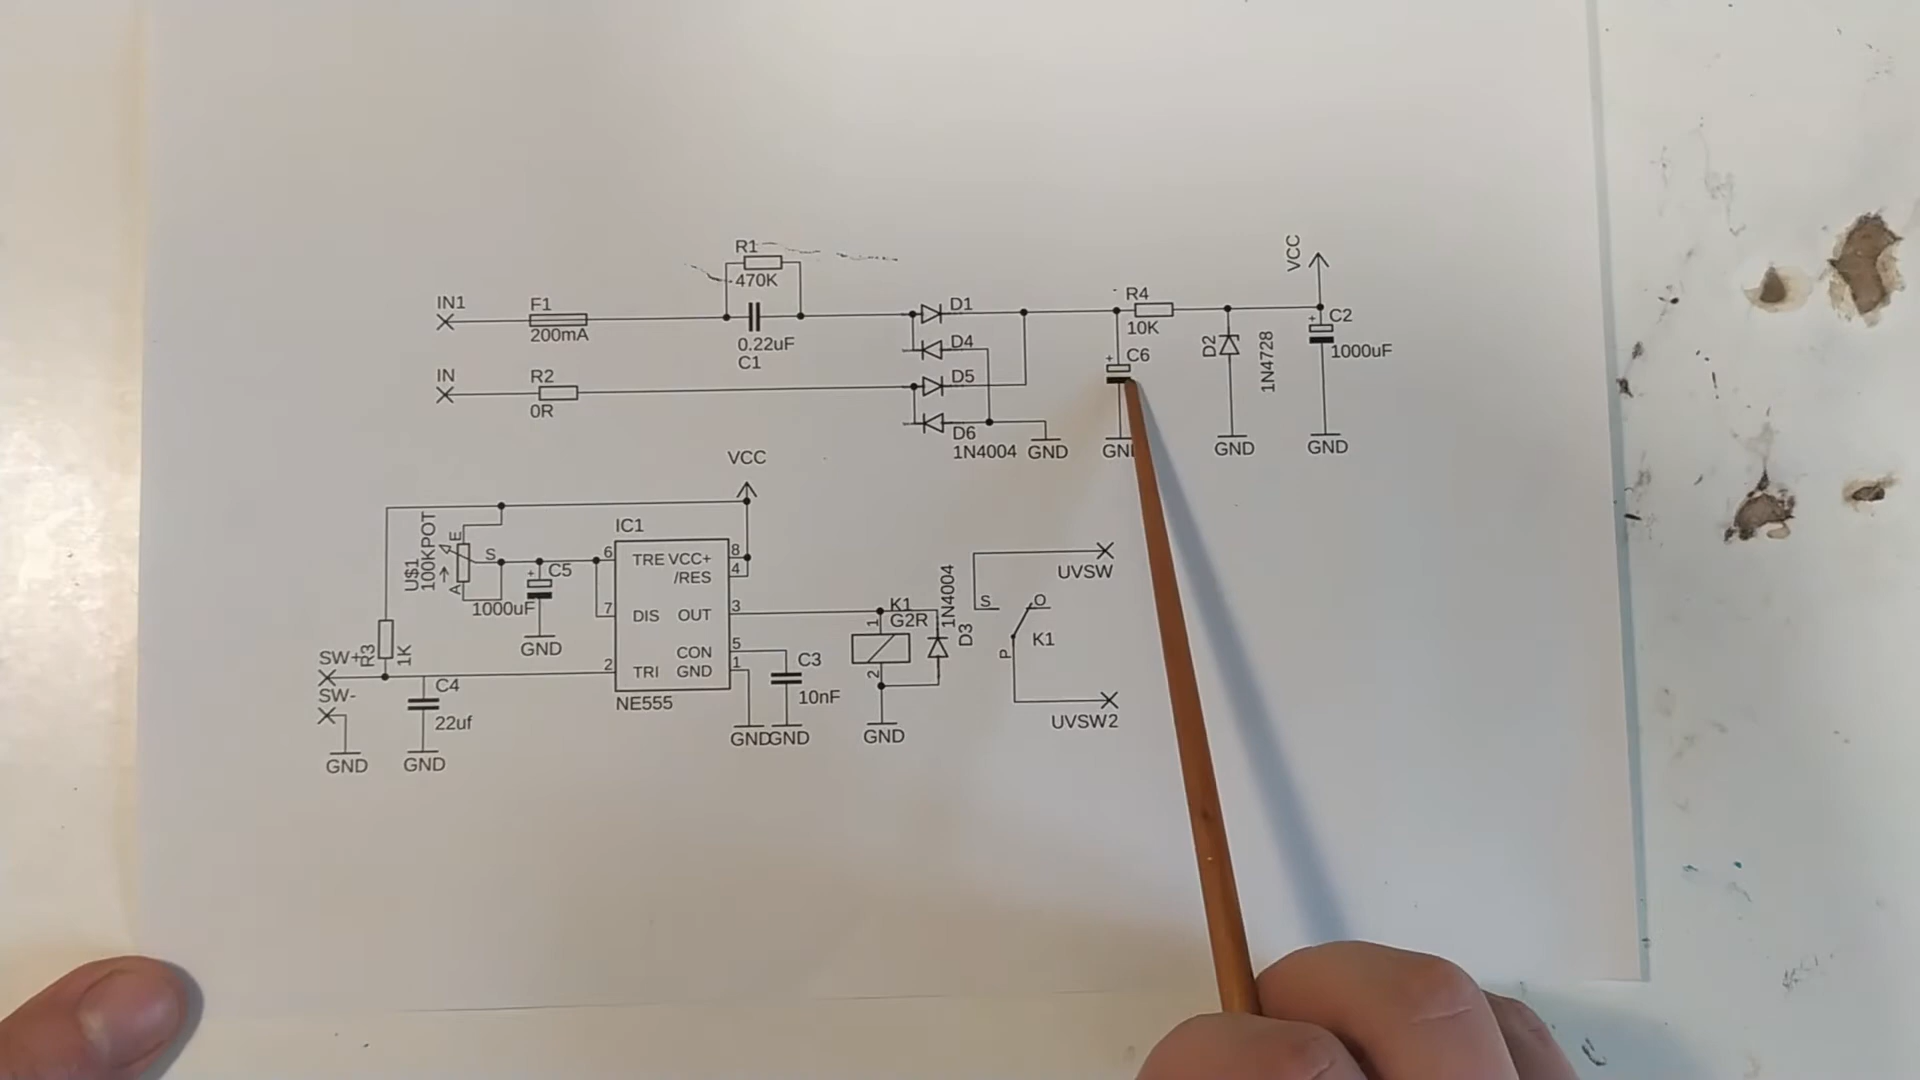 R1
470K
IN1
F1
200mA
0.22uF
C1
IN
R2
0R
D1
D4
D5
D6
1N4004
GND
R4
10K
C6
D2
1N4728
VCC
C2
1000uF
GND
GND
VCC
U$1
100KPOT
E
S
A
C5
1000uF
GND
IC1
6
TRE
VCC+
8
/RES
4
7
DIS
OUT
3
CON
5
2
TRI
GND
1
NE555
R3
1K
SW+
SW-
GND
C4
22uf
GND
C3
10nF
GND
GND
K1
G2R
1
2
1N4004
D3
GND
UVSW
S
O
P
K1
UVSW2